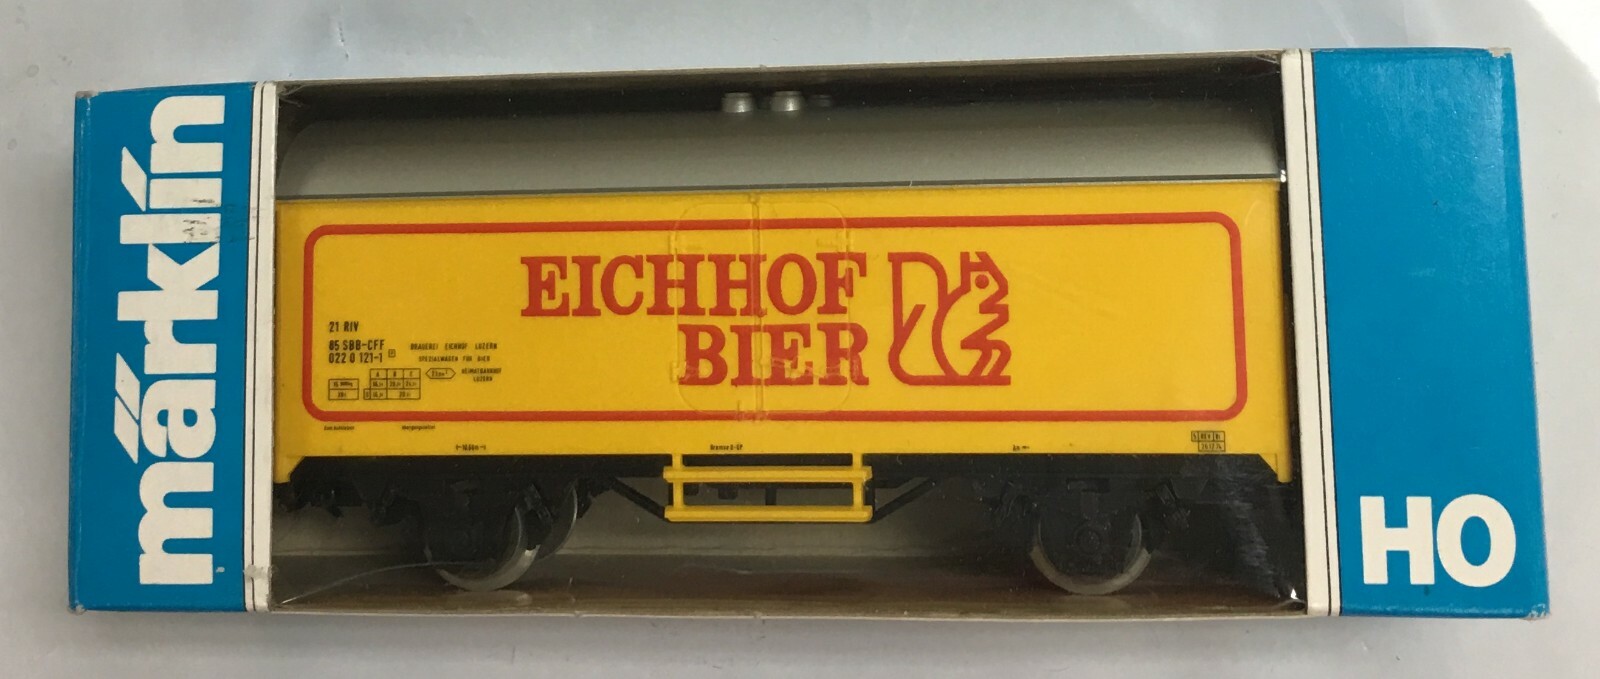 märklín
EICHHOF
BIER
21 RIV
85 SBB-CFF
022 0 121-1 P
BRAUEREI EICHHOF LUZERN
SPEZIALWAGEN FÜR BIER
HEIMATBAHNHOF
LUZERN
A B C
HO